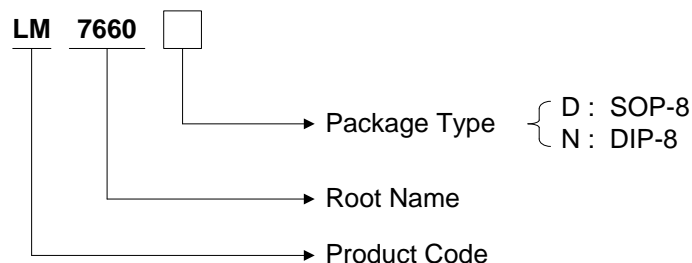 LM 7660
D : SOP-8
Package Type
N : DIP-8
Root Name
Product Code